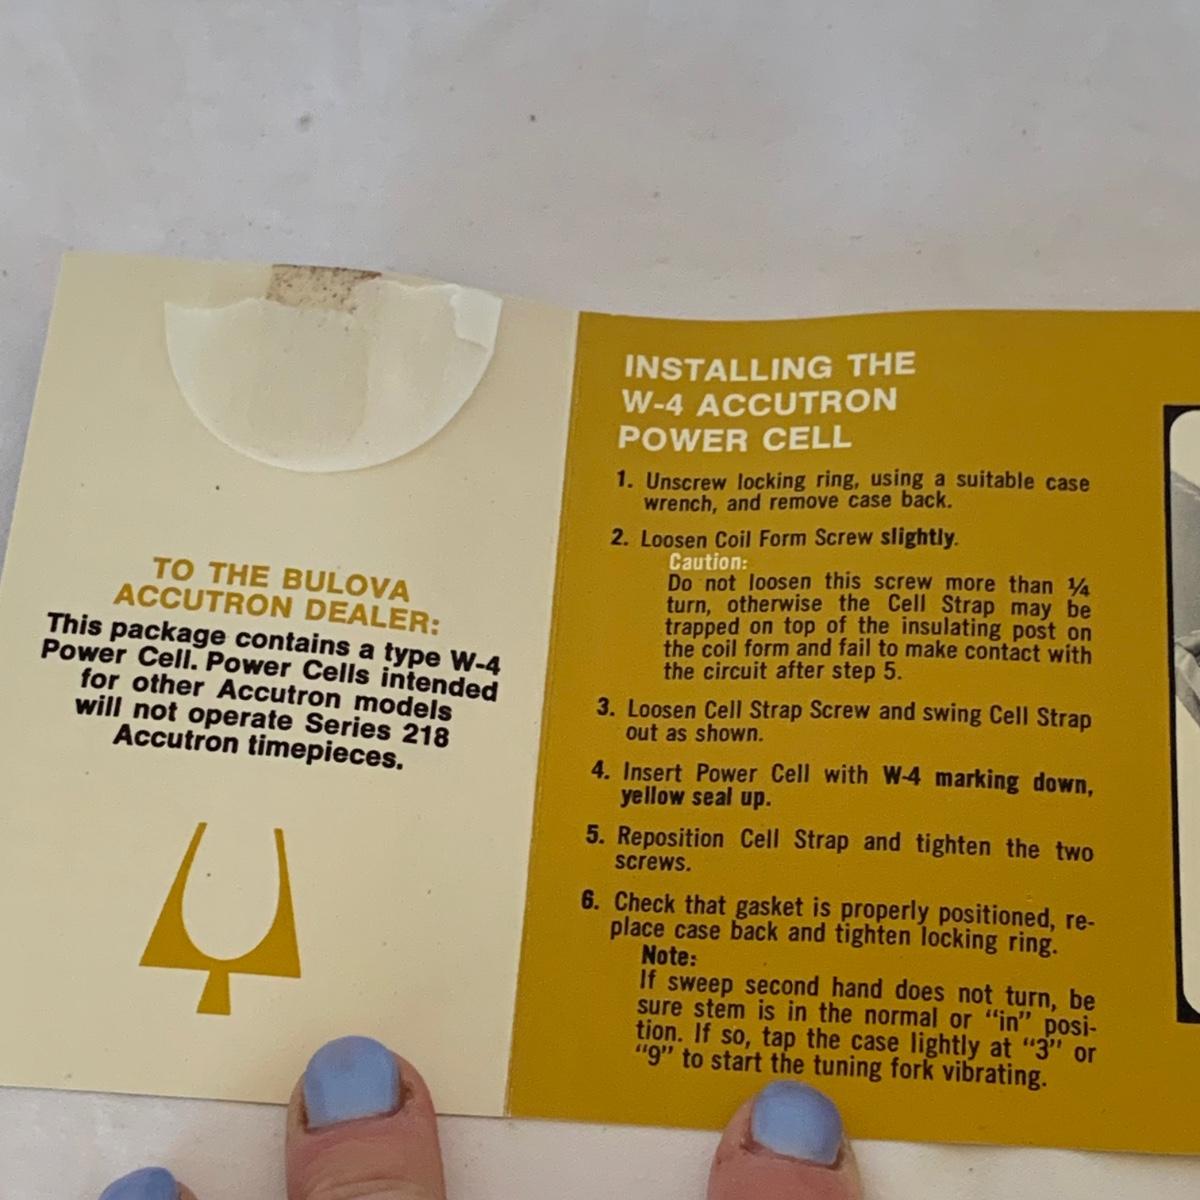 TO THE BULOVA
ACCUTRON DEALER:
This package contains a type W-4
Power Cell. Power Cells intended
for other Accutron models
will not operate Series 218
Accutron timepieces.
INSTALLING THE
W-4 ACCUTRON
POWER CELL
1. Unscrew locking ring, using a suitable case
wrench, and remove case back.
2. Loosen Coil Form Screw slightly.
Caution:
Do not loosen this screw more than ¼
turn, otherwise the Cell Strap may be
trapped on top of the insulating post on
the coil form and fail to make contact with
the circuit after step 5.
3. Loosen Cell Strap Screw and swing Cell Strap
out as shown.
4. Insert Power Cell with W-4 marking down,
yellow seal up.
5. Reposition Cell Strap and tighten the two
screws.
6. Check that gasket is properly positioned, re-
place case back and tighten locking ring.
Note:
If sweep second hand does not turn, be
sure stem is in the normal or “in” posi-
tion. If so, tap the case lightly at “3” or
“9” to start the tuning fork vibrating.